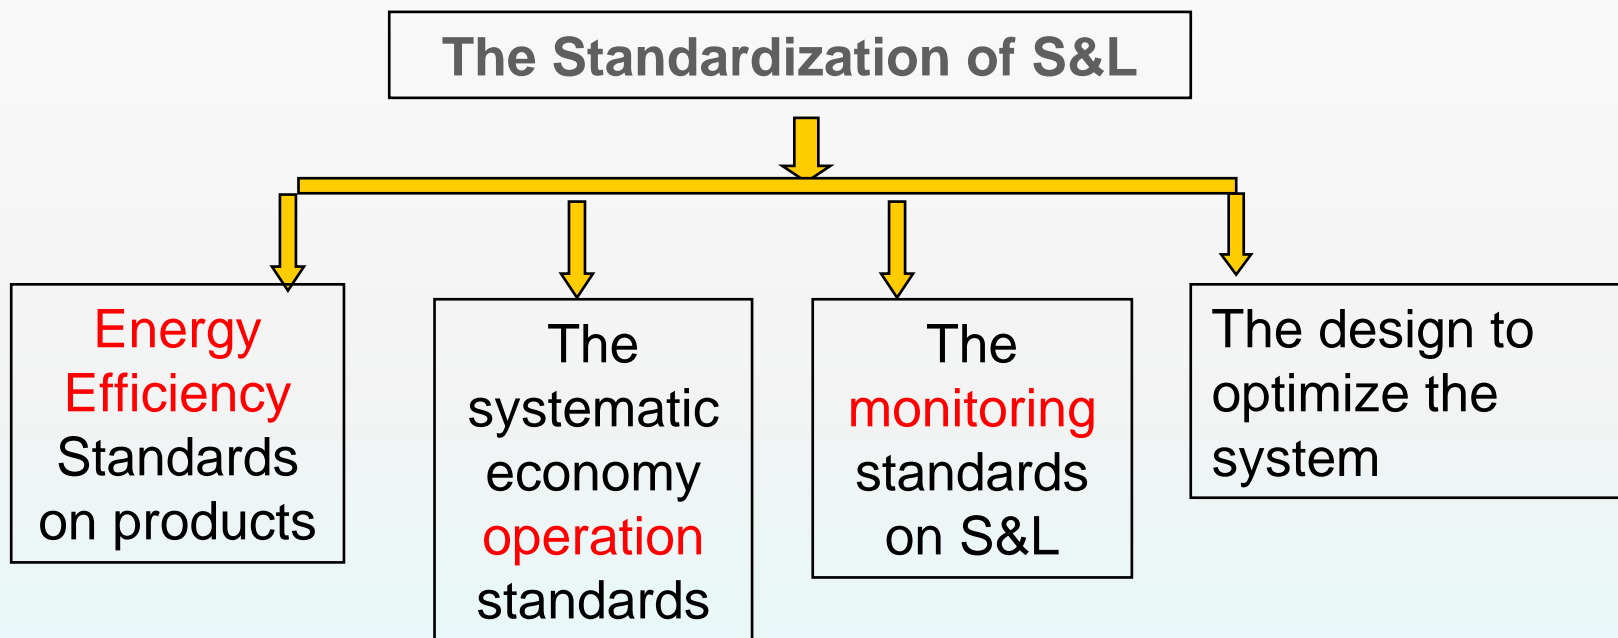 The Standardization of S&L
Energy
Efficiency
Standards
on products
The
systematic
economy
operation
standards
The
monitoring
standards
on S&L
The design to
optimize the
system